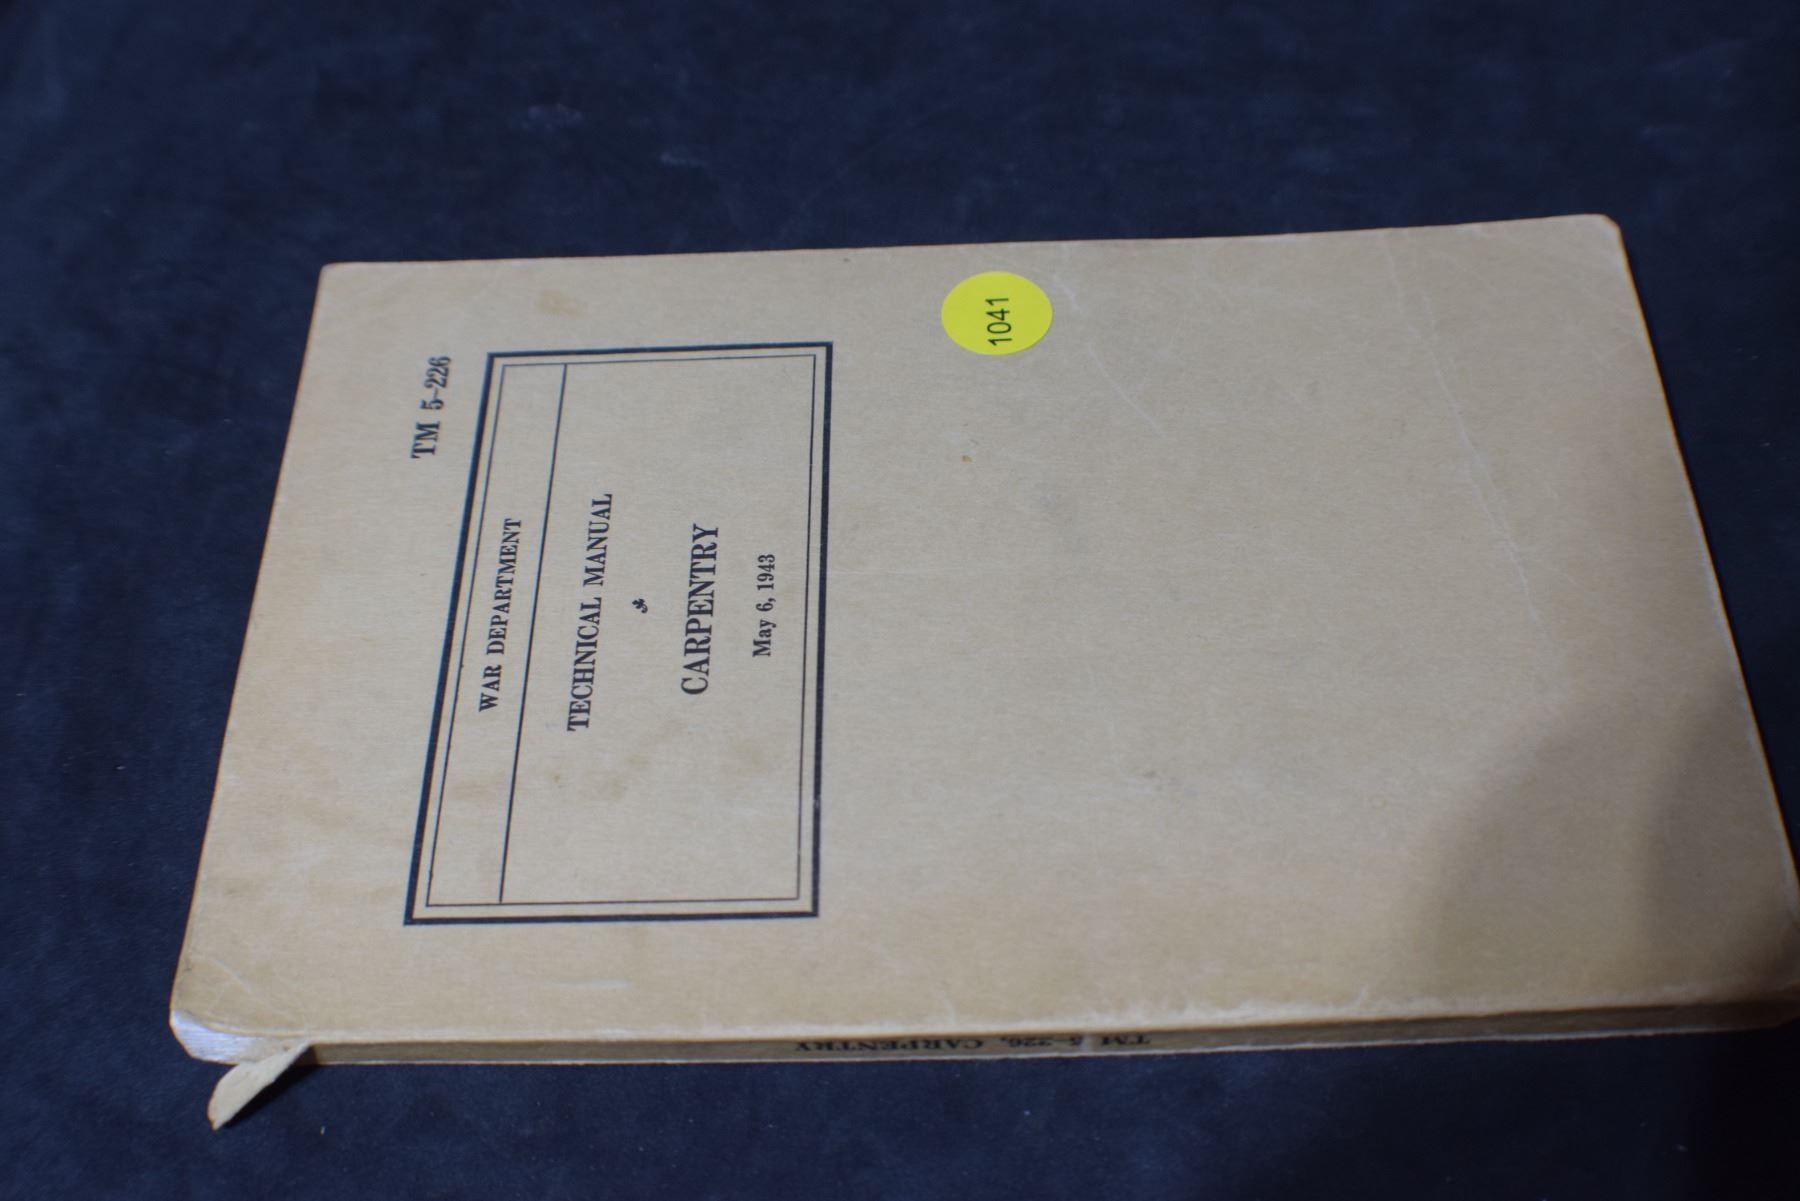 TM 5-226
WAR DEPARTMENT
TECHNICAL MANUAL
CARPENTRY
May 6, 1943
1041
TM 5-226, CARPENTRY